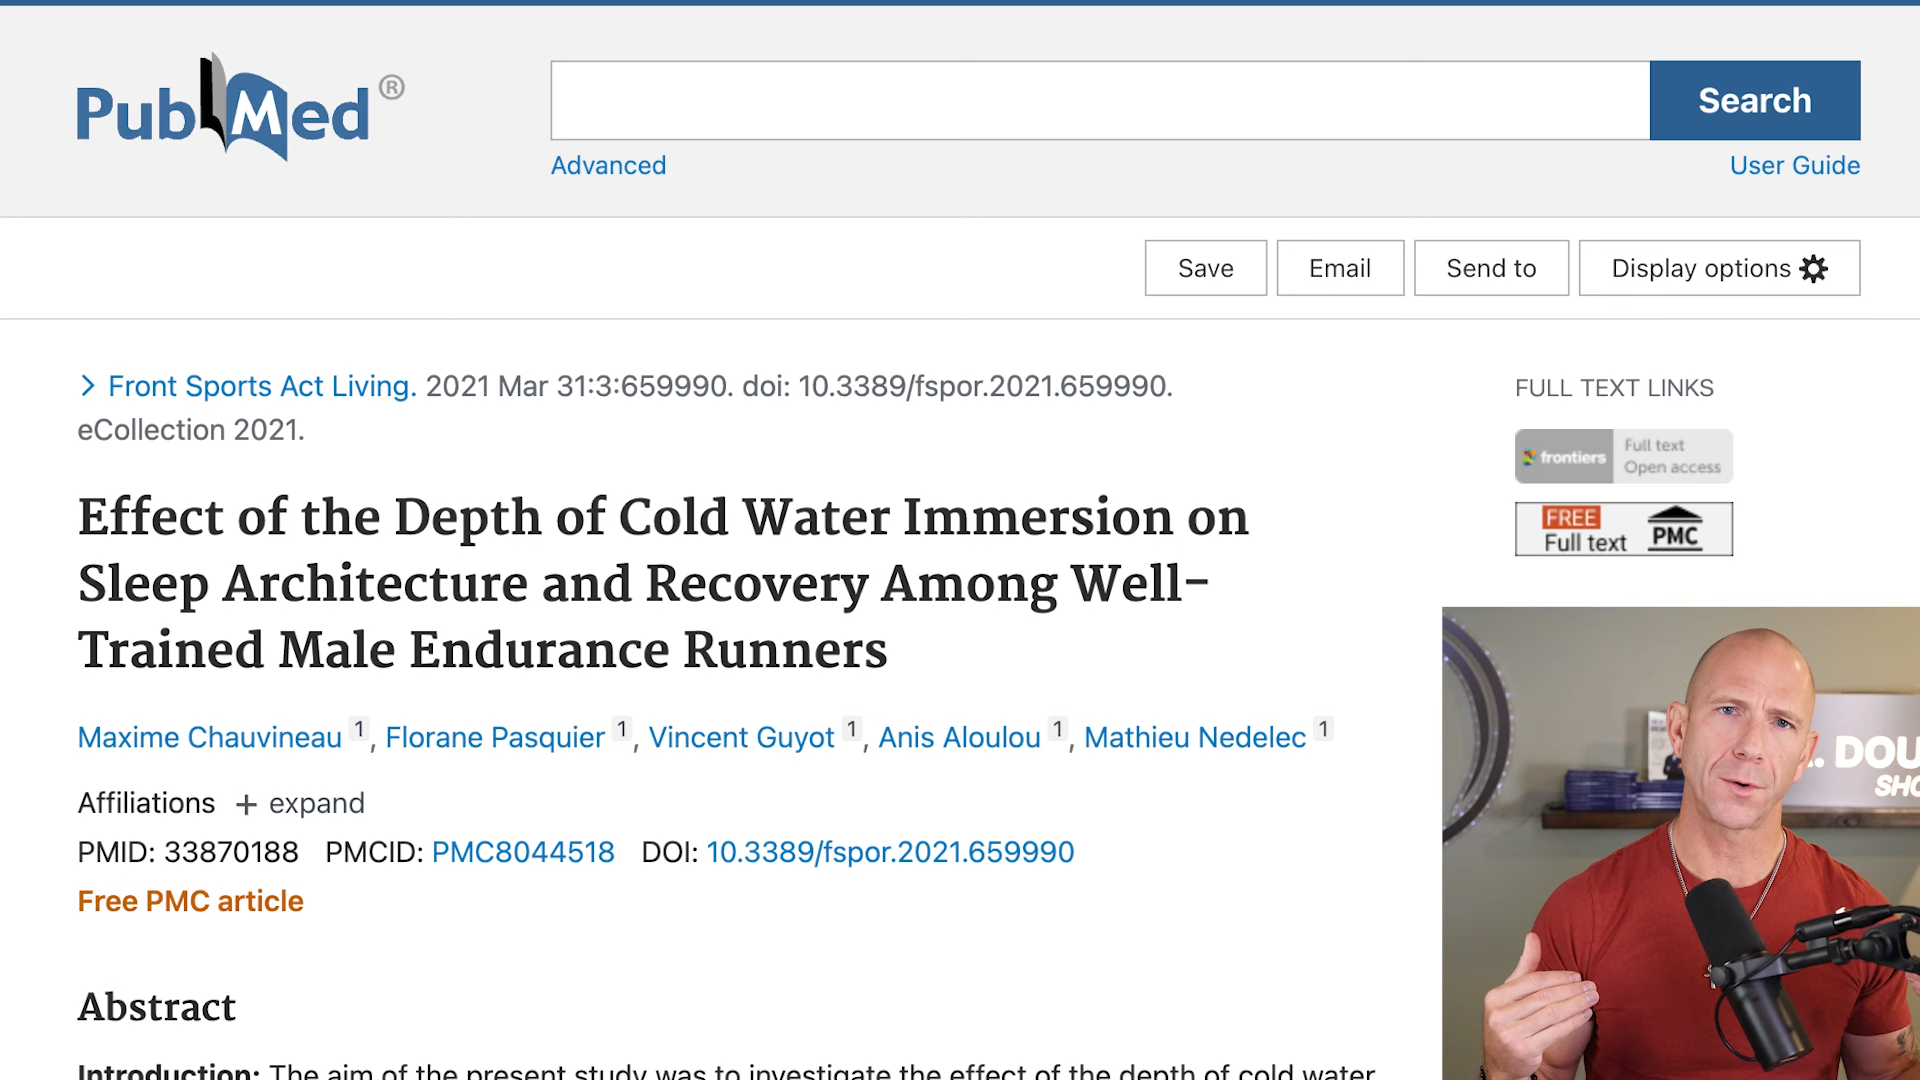 PubMed®
Search
Advanced
User Guide
Save
Email
Send to
Display options
Front Sports Act Living. 2021 Mar 31:3:659990. doi: 10.3389/fspor.2021.659990.
eCollection 2021.
FULL TEXT LINKS
frontiers
Full text
Open access
FREE
Full text
PMC
Effect of the Depth of Cold Water Immersion on
Sleep Architecture and Recovery Among Well-
Trained Male Endurance Runners
Maxime Chauvineau 1, Florane Pasquier 1, Vincent Guyot 1, Anis Aloulou 1, Mathieu Nedelec 1
Affiliations + expand
PMID: 33870188 PMCID: PMC8044518 DOI: 10.3389/fspor.2021.659990
Free PMC article
Abstract
Introduction: The aim of the present study was to investigate the effect of the depth of cold water
. DOU
SHO